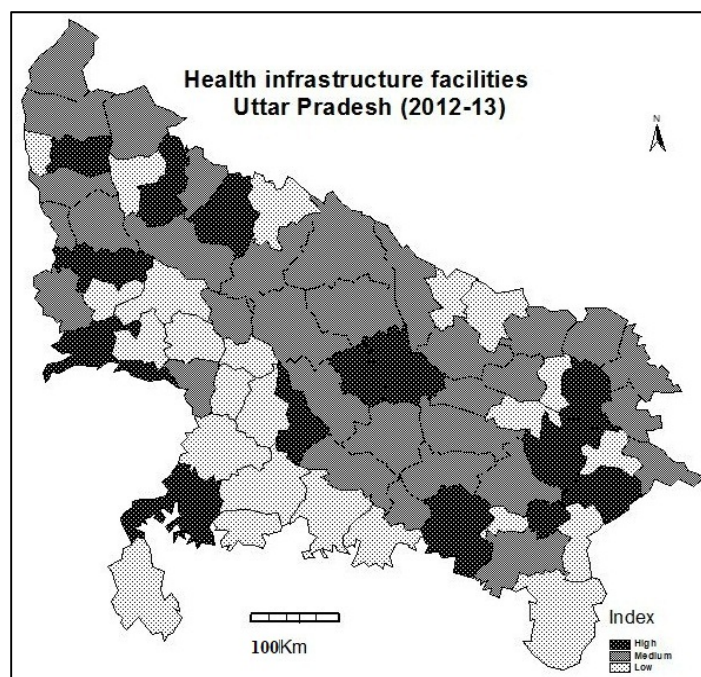 Health infrastructure facilities
Uttar Pradesh (2012-13)
N
100Km
Index
High
Medium
Low